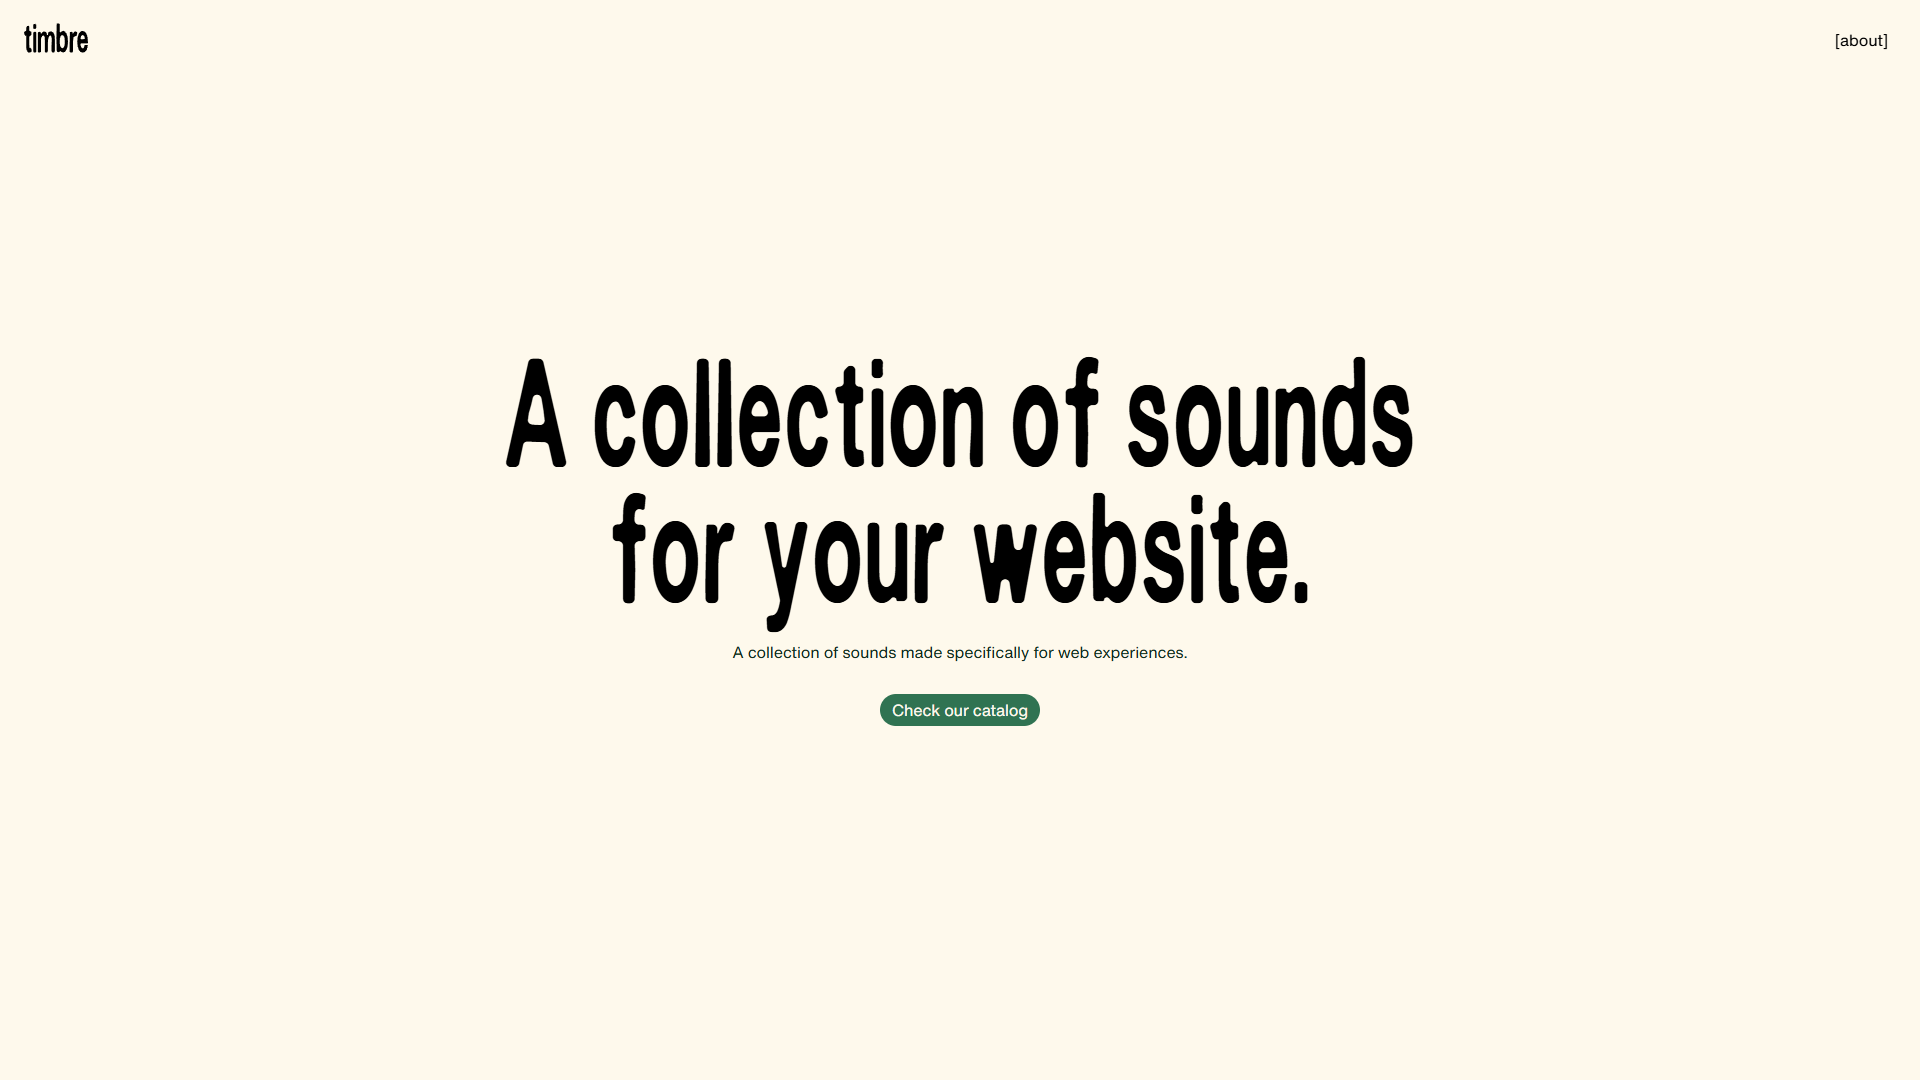 timbre
[about]
A collection of sounds
for your website.
A collection of sounds made specifically for web experiences.
Check our catalog